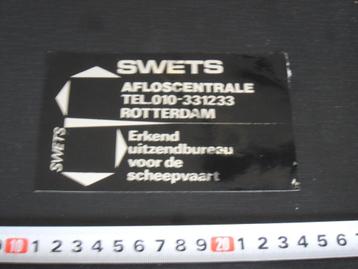 SWETS
AFLOSCENTRALE
TEL.010-331233
ROTTERDAM
SWETS
Erkend
uitzendbureau
voor de
scheepvaart
10 1 2 3 4 5 6 7 8 9 20 1 2 3 4 5 6